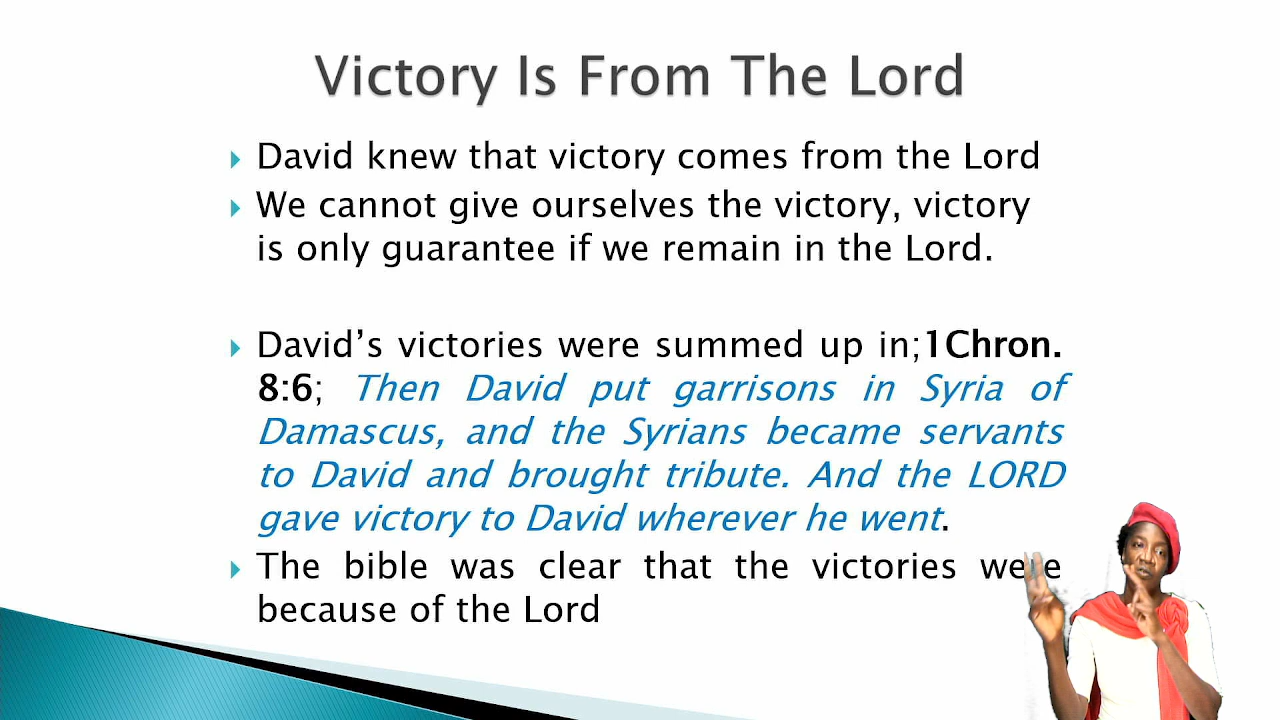 Victory Is From The Lord
David knew that victory comes from the Lord
We cannot give ourselves the victory, victory
is only guarantee if we remain in the Lord.
David's victories were summed up in;1Chron.
8:6; Then David put garrisons in Syria of
Damascus, and the Syrians became servants
to David and brought tribute. And the LORD
gave victory to David wherever he went.
The bible was clear that the victories were
because of the Lord